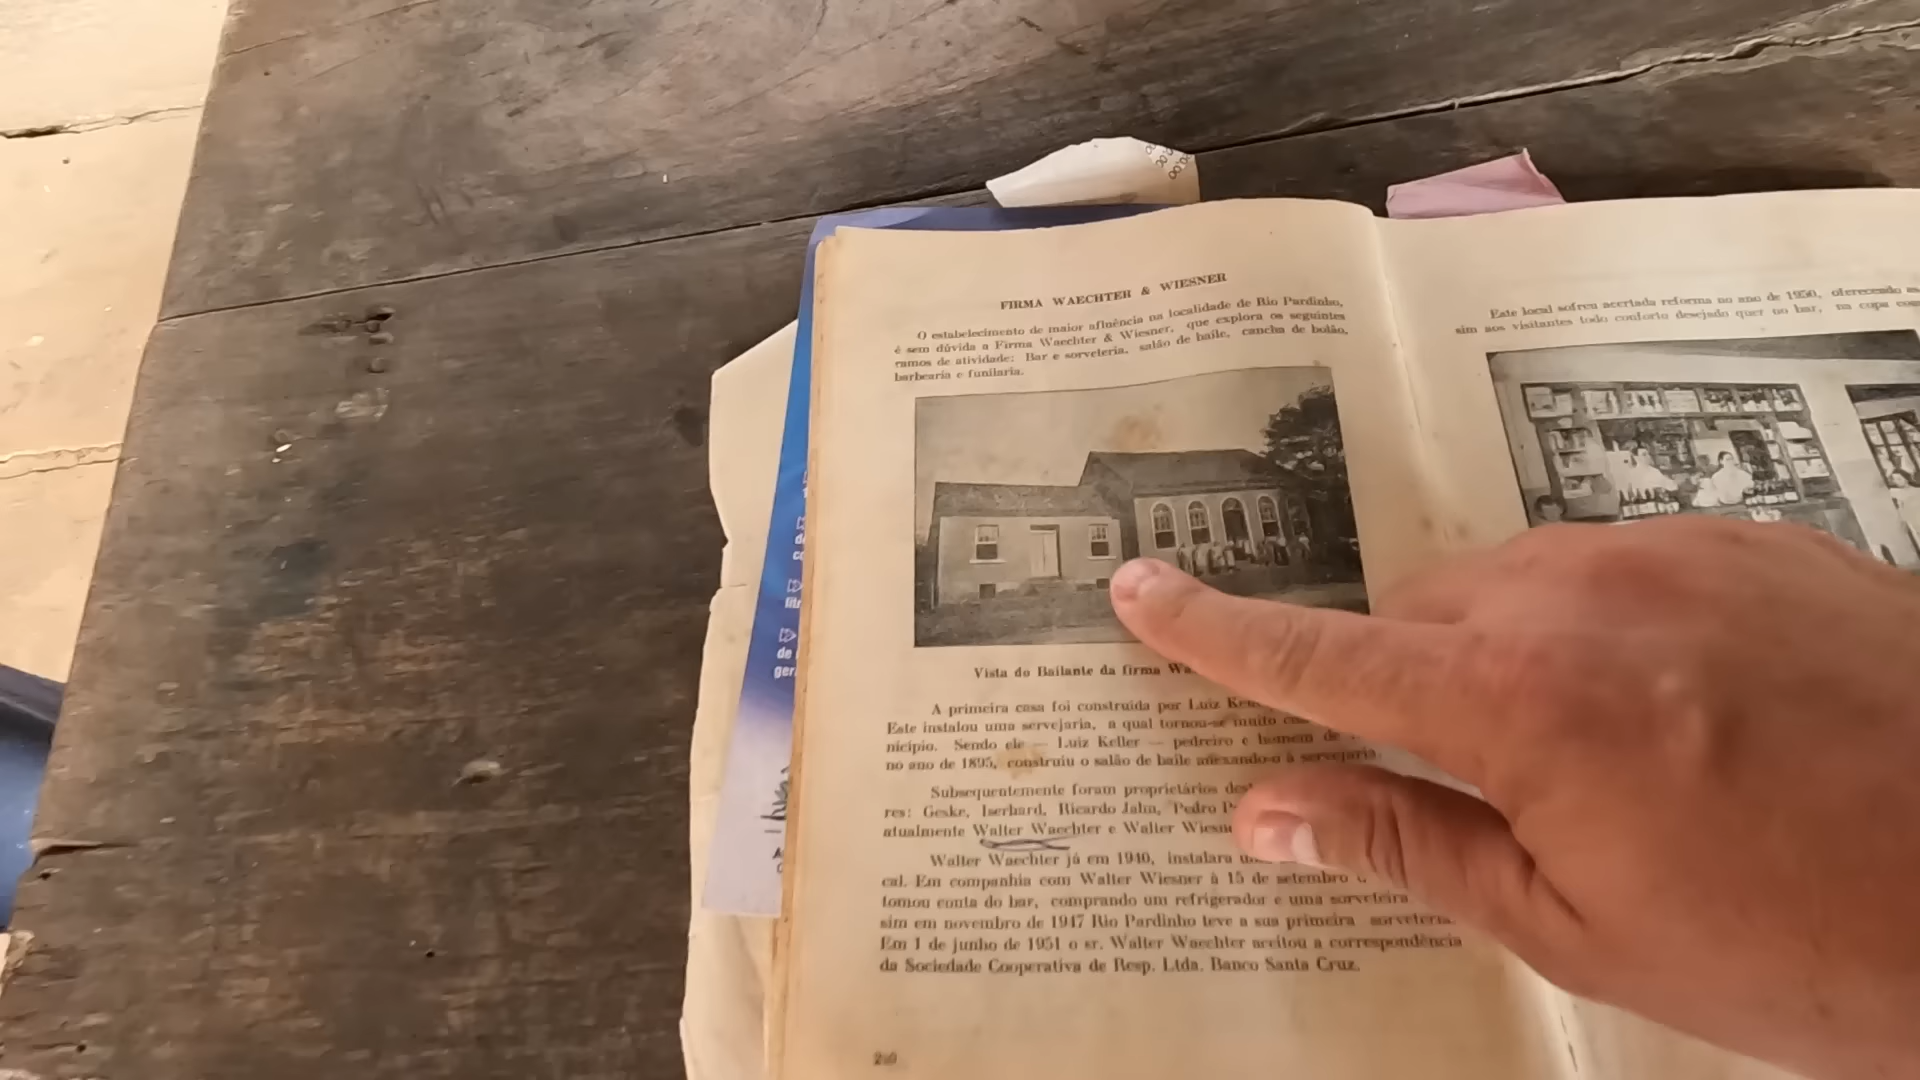 FIRMA WAECHTER & WIESNER
O estabelecimento de maior afluência na localidade de Rio Pardinho,
é sem dúvida a Firma Waechter & Wiesner, que explora os seguintes
ramos de atividade: Bar e sorveteria, salão de baile, cancha de bolão,
barbearia e funilaria.
Vista do Bailante da firma
A primeira casa foi construida por Luiz
Este instalou uma servejaria, a qual tornou-se muito
nicípio. Sendo ele — Luiz Keller — pedreiro e homem de
no ano de 1895, construiu o salão de baile anexando-o à servejaria.
Subsequentemente foram proprietários
res: Geske, Iserhard, Ricardo Jahn, Pedro
atualmente Walter Waechter e Walter
Walter Waechter já em 1940, instalara
cal. Em companhia com Walter Wiesner à 15 de setembro
tomou conta do bar, comprando um refrigerador e uma sorveteira
sim em novembro de 1947 Rio Pardinho teve a sua primeira sorveteria.
Em 1 de junho de 1951 o sr. Walter Waechter aceitou a correspondência
da Sociedade Cooperativa de Resp. Ltda. Banco Santa Cruz.
Este local sofreu acertada reforma no ano de 1950, oferecendo as
sim aos visitantes todo conforto desejado quer no bar, na copa
de